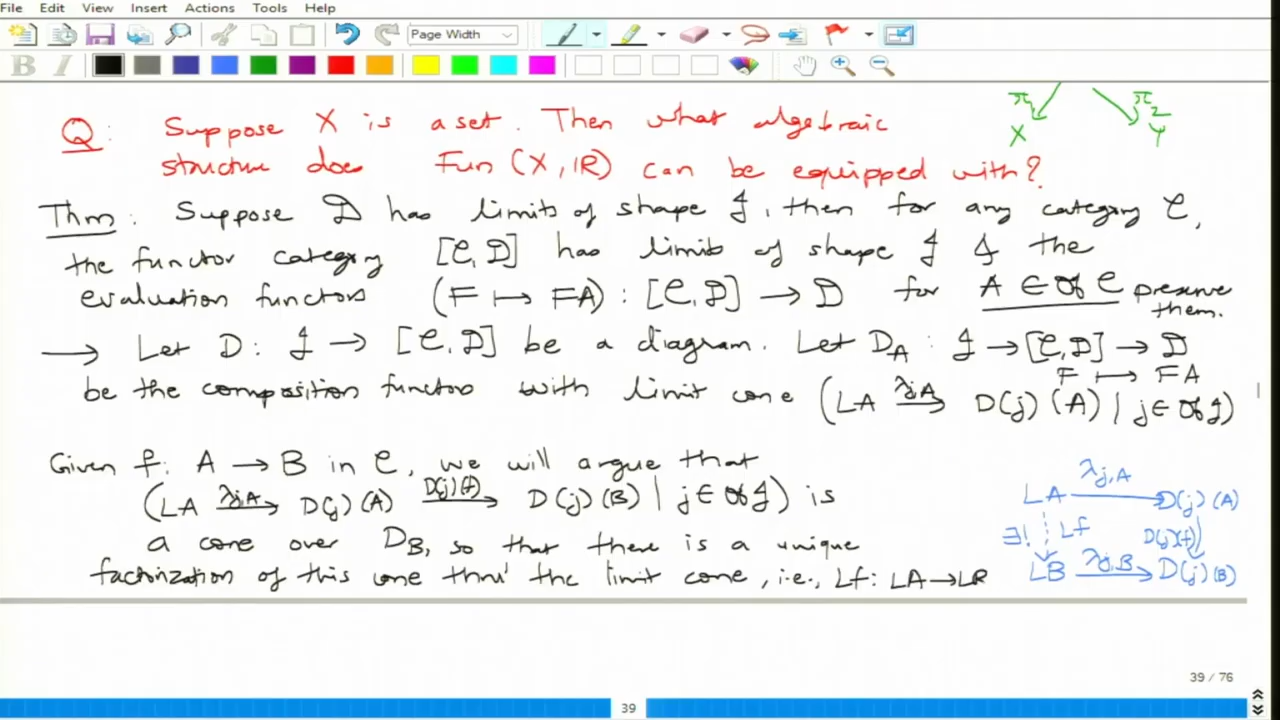 File Edit View Insert Actions Tools Help
Page Width
B I
π1 π2
X Y
Q: Suppose X is a set. Then what algebraic
structure does Fun (X, IR) can be equipped with?
Thm: Suppose 𝒟 has limits of shape 𝒥, then for any category 𝒞,
the functor category [𝒞, 𝒟] has limits of shape 𝒥 & the
evaluation functors (F ↦ FA) : [𝒞, 𝒟] → 𝒟 for A ∈ Ob 𝒞 preserve
them.
→ Let D : 𝒥 → [𝒞, 𝒟] be a diagram. Let D_A : 𝒥 → [𝒞, 𝒟] → 𝒟
F ↦ FA
be the composition functor with limit cone (LA →^{λj,A} D(j) (A) | j ∈ Ob 𝒥)
Given f: A → B in 𝒞, we will argue that
(LA →^{λj,A} D(j) (A) →^{D(j)(f)} D(j) (B) | j ∈ Ob 𝒥) is
a cone over D_B, so that there is a unique
factorization of this cone thru' the limit cone, i.e., Lf: LA → LB
LA →^{λj,A} D(j) (A)
∃! Lf D(j)(f)
LB →^{λj,B} D(j) (B)
39 / 76
39